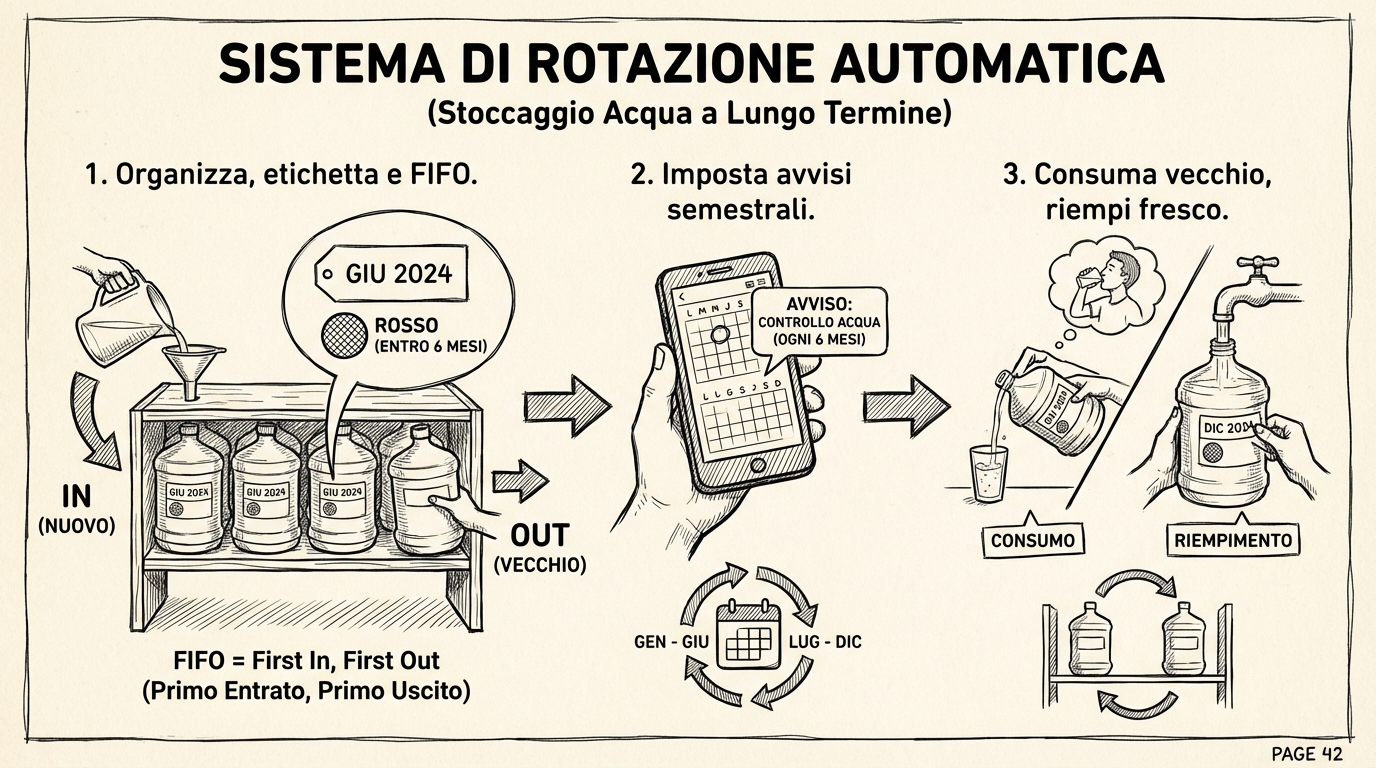 SISTEMA DI ROTAZIONE AUTOMATICA
(Stoccaggio Acqua a Lungo Termine)
1. Organizza, etichetta e FIFO.
GIU 2024
ROSSO
(ENTRO 6 MESI)
IN
(NUOVO)
GIU 20EX
GIU 2024
GIU 2024
OUT
(VECCHIO)
FIFO = First In, First Out
(Primo Entrato, Primo Uscito)
2. Imposta avvisi
semestrali.
L M M J S
AVVISO:
CONTROLLO ACQUA
(OGNI 6 MESI)
L L G S J S D
GEN - GIU
LUG - DIC
3. Consuma vecchio,
riempi fresco.
DIC
CONSUMO
RIEMPIMENTO
PAGE 42